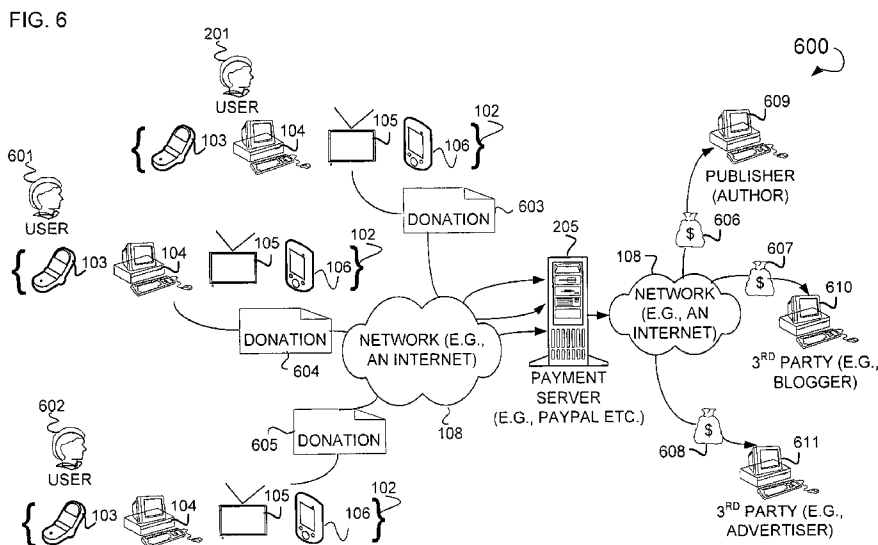 FIG. 6
600
201
USER
103
104
105
106
102
DONATION
603
601
USER
103
104
105
106
102
DONATION
604
NETWORK (E.G.,
AN INTERNET)
108
205
PAYMENT
SERVER
(E.G., PAYPAL ETC.)
108
NETWORK
(E.G., AN
INTERNET)
609
PUBLISHER
(AUTHOR)
$
606
607
$
610
3RD PARTY (E.G.,
BLOGGER)
602
USER
103
104
105
106
102
605
DONATION
608
$
611
3RD PARTY (E.G.,
ADVERTISER)